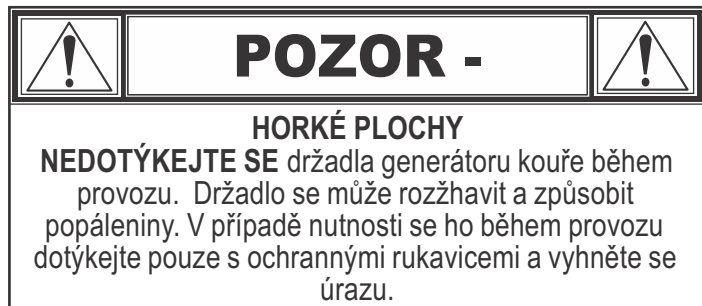 POZOR -
HORKÉ PLOCHY
NEDOTÝKEJTE SE držadla generátoru kouře během
provozu.  Držadlo se může rozžhavit a způsobit
popáleniny. V případě nutnosti se ho během provozu
dotýkejte pouze s ochrannými rukavicemi a vyhněte se
úrazu.